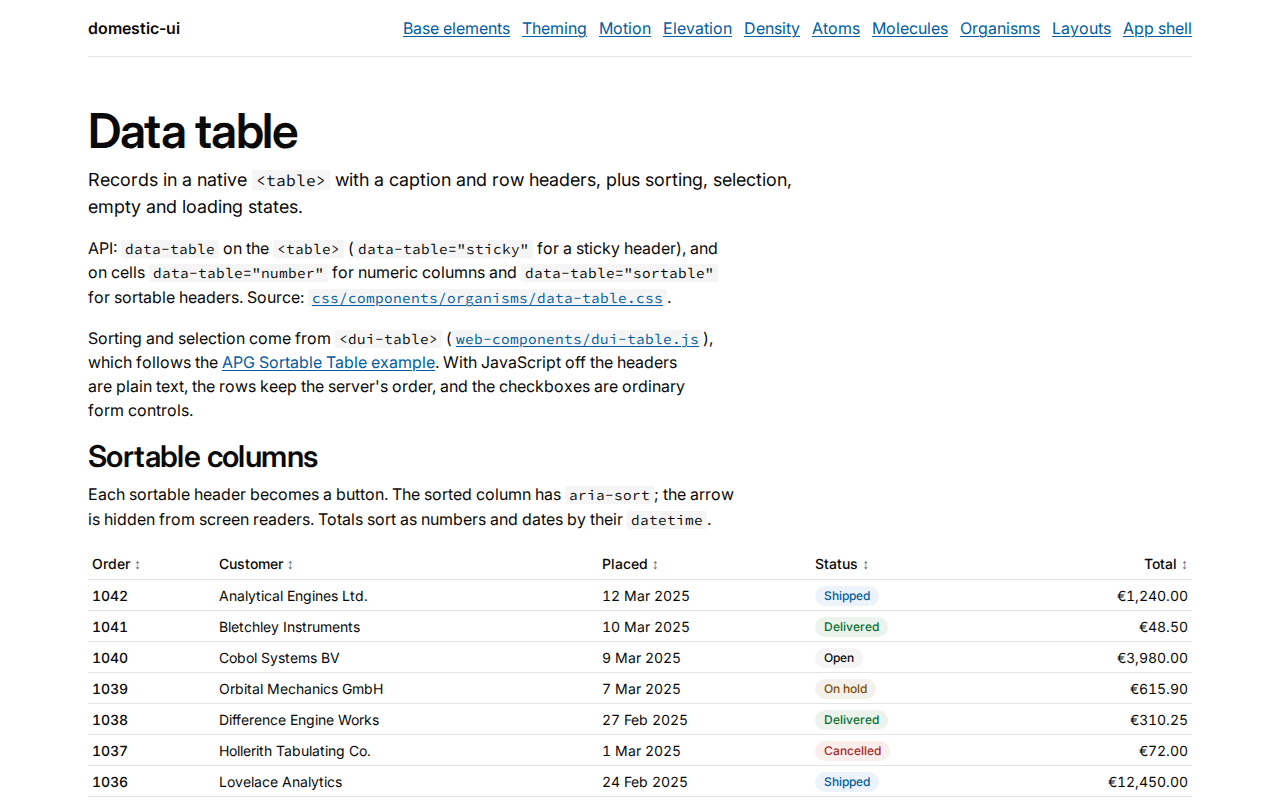 domestic-ui
Base elements Theming Motion Elevation Density Atoms Molecules Organisms Layouts App shell
Data table
Records in a native <table> with a caption and row headers, plus sorting, selection,
empty and loading states.
API: data-table on the <table> (data-table="sticky" for a sticky header), and
on cells data-table="number" for numeric columns and data-table="sortable"
for sortable headers. Source: css/components/organisms/data-table.css.
Sorting and selection come from <dui-table> (web-components/dui-table.js),
which follows the APG Sortable Table example. With JavaScript off the headers
are plain text, the rows keep the server's order, and the checkboxes are ordinary
form controls.
Sortable columns
Each sortable header becomes a button. The sorted column has aria-sort; the arrow
is hidden from screen readers. Totals sort as numbers and dates by their datetime.
Order ↕ Customer ↕ Placed ↕ Status ↕ Total ↕
1042 Analytical Engines Ltd. 12 Mar 2025 Shipped €1,240.00
1041 Bletchley Instruments 10 Mar 2025 Delivered €48.50
1040 Cobol Systems BV 9 Mar 2025 Open €3,980.00
1039 Orbital Mechanics GmbH 7 Mar 2025 On hold €615.90
1038 Difference Engine Works 27 Feb 2025 Delivered €310.25
1037 Hollerith Tabulating Co. 1 Mar 2025 Cancelled €72.00
1036 Lovelace Analytics 24 Feb 2025 Shipped €12,450.00